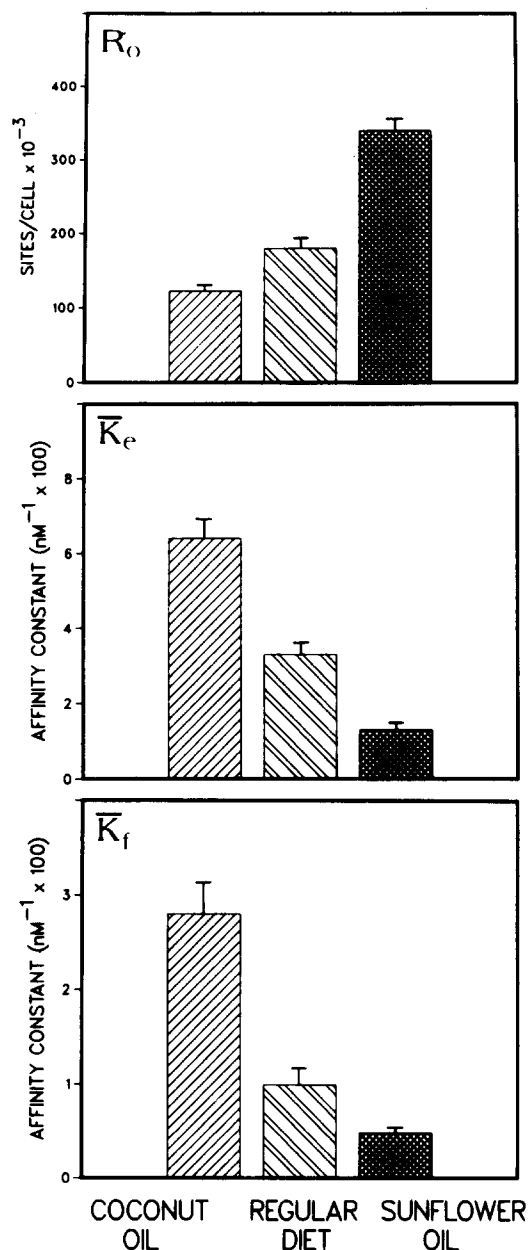 R₀
SITES/CELL x 10⁻³
400
300
200
100
0
K̅e
AFFINITY CONSTANT (nM⁻¹ x 100)
8
6
4
2
0
K̅f
AFFINITY CONSTANT (nM⁻¹ x 100)
3
2
1
0
COCONUT OIL
REGULAR DIET
SUNFLOWER OIL